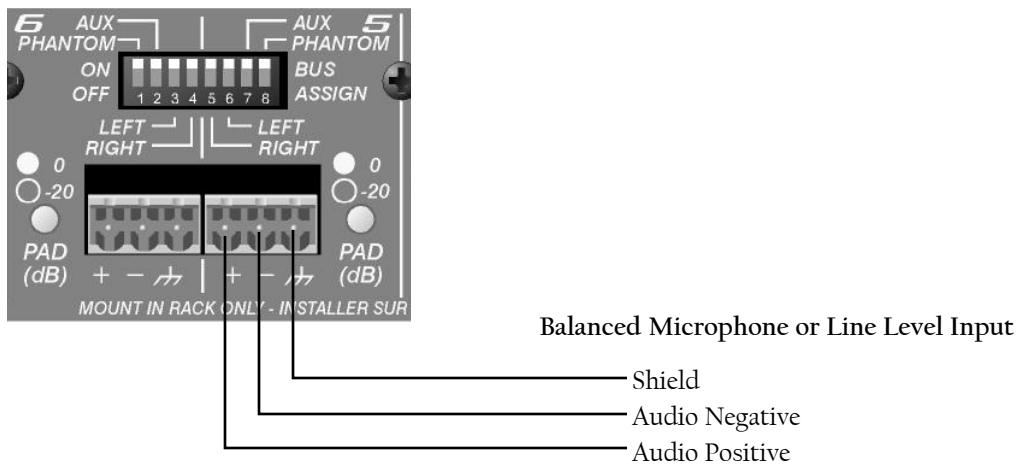 6 AUX AUX 5
PHANTOM PHANTOM
ON BUS
OFF 1 2 3 4 5 6 7 8 ASSIGN
LEFT LEFT
RIGHT RIGHT
0 0
-20 -20
PAD PAD
(dB) + − + − (dB)
MOUNT IN RACK ONLY - INSTALLER SUR
Balanced Microphone or Line Level Input
Shield
Audio Negative
Audio Positive